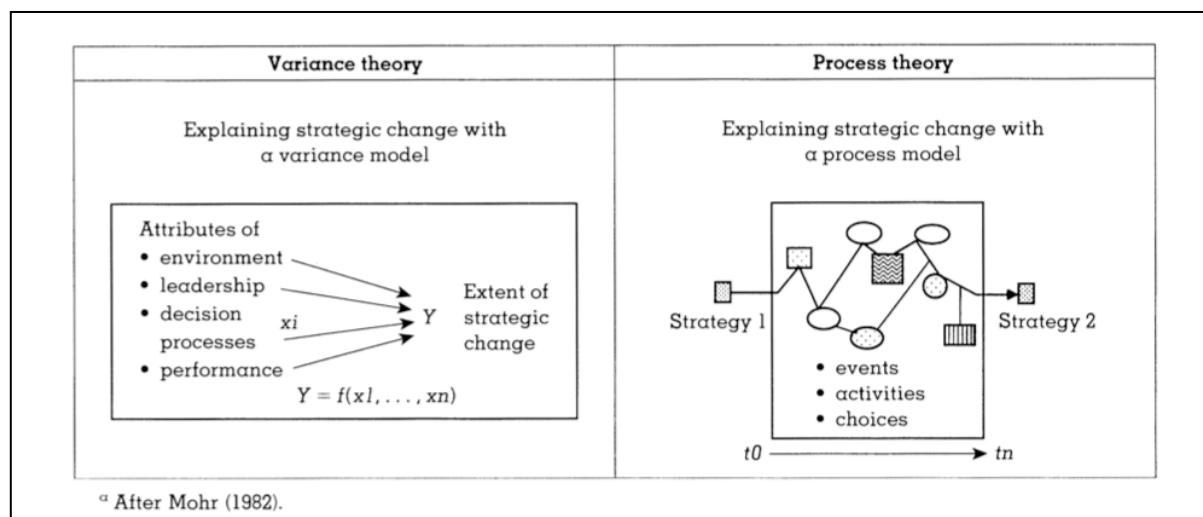 Variance theory
Explaining strategic change with
a variance model
Attributes of
• environment
• leadership
• decision
processes
• performance
xi
Y
Extent of
strategic
change
Y = f(x1, . . . , xn)
Process theory
Explaining strategic change with
a process model
Strategy 1
Strategy 2
• events
• activities
• choices
t0
tn
a After Mohr (1982).